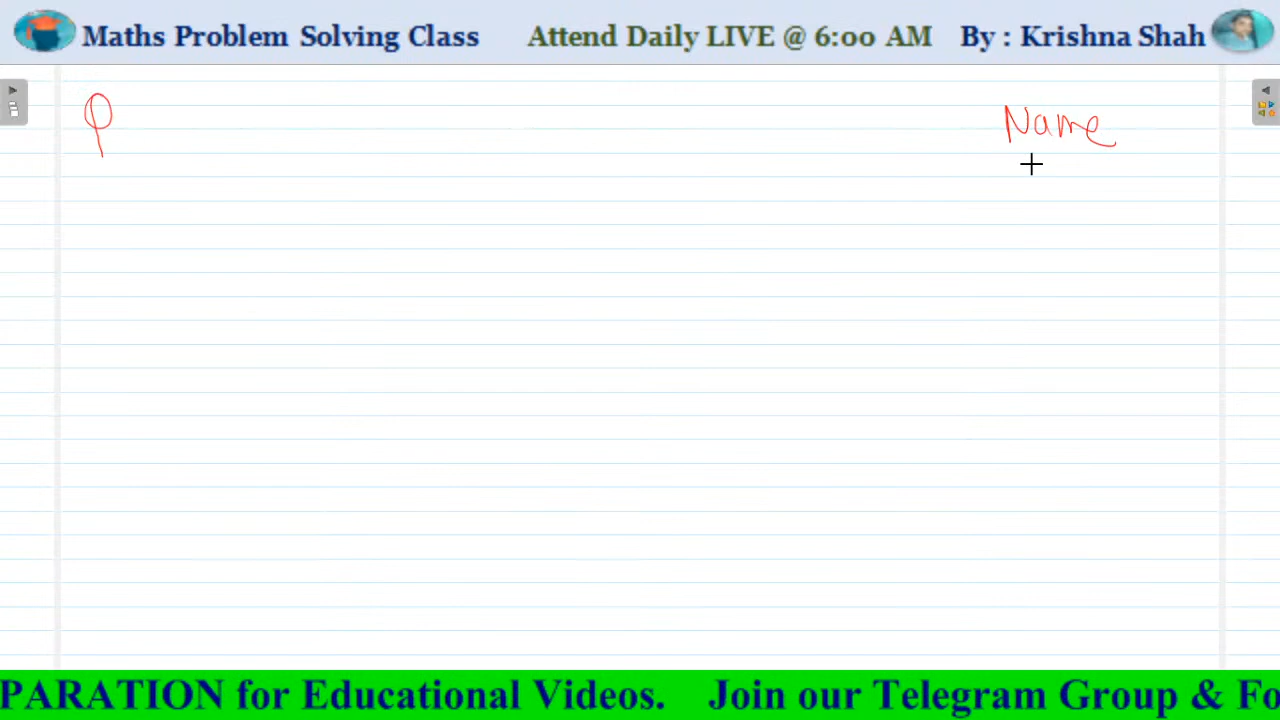 Maths Problem Solving Class Attend Daily LIVE @ 6:00 AM By : Krishna Shah
Q Name
PARATION for Educational Videos. Join our Telegram Group & Fo